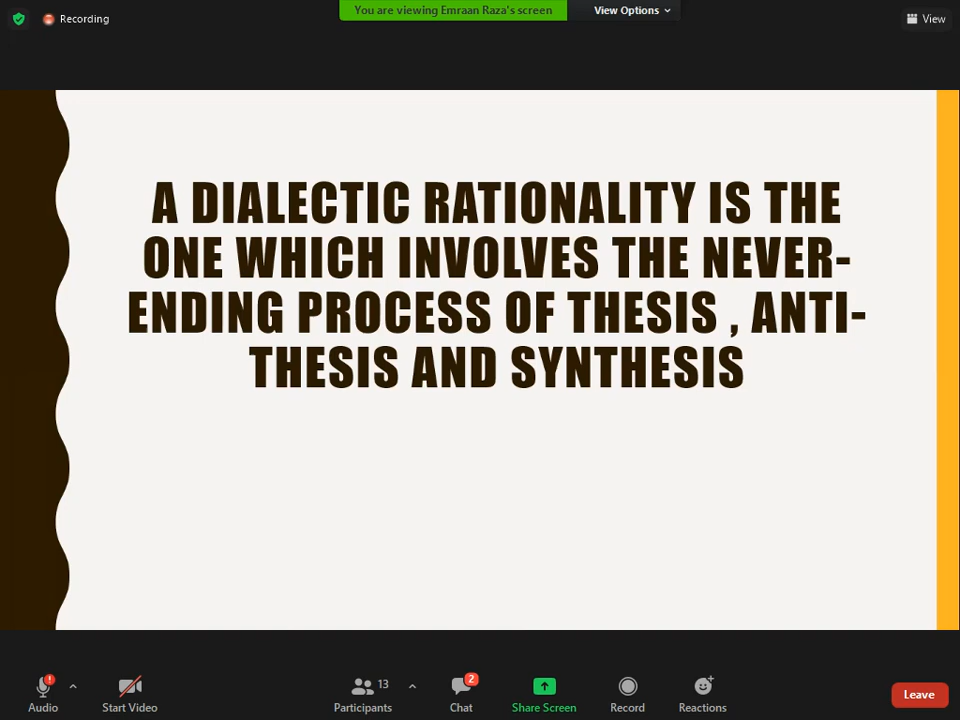 Recording
You are viewing Emraan Raza's screen
View Options
View
A DIALECTIC RATIONALITY IS THE
ONE WHICH INVOLVES THE NEVER-
ENDING PROCESS OF THESIS , ANTI-
THESIS AND SYNTHESIS
Audio
Start Video
13
Participants
2
Chat
Share Screen
Record
Reactions
Leave